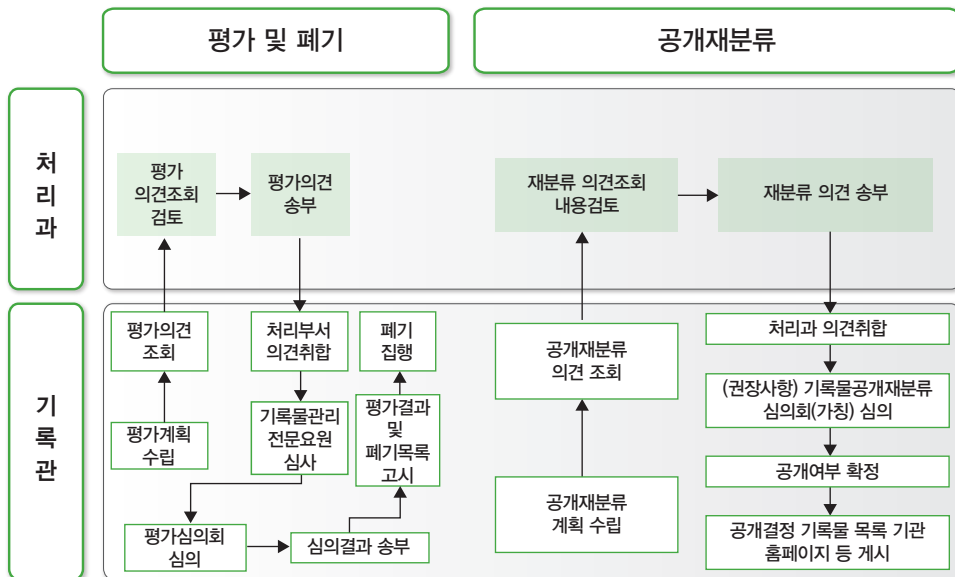 평가 및 폐기
공개재분류
처
리
과
평가
의견조회
검토
평가의견
송부
재분류 의견조회
내용검토
재분류 의견 송부
기
록
관
평가의견
조회
처리부서
의견취합
폐기
집행
평가계획
수립
기록물관리
전문요원
심사
평가결과
및
폐기목록
고시
평가심의회
심의
심의결과 송부
공개재분류
의견 조회
공개재분류
계획 수립
처리과 의견취합
(권장사항) 기록물공개재분류
심의회(가칭) 심의
공개여부 확정
공개결정 기록물 목록 기관
홈페이지 등 게시